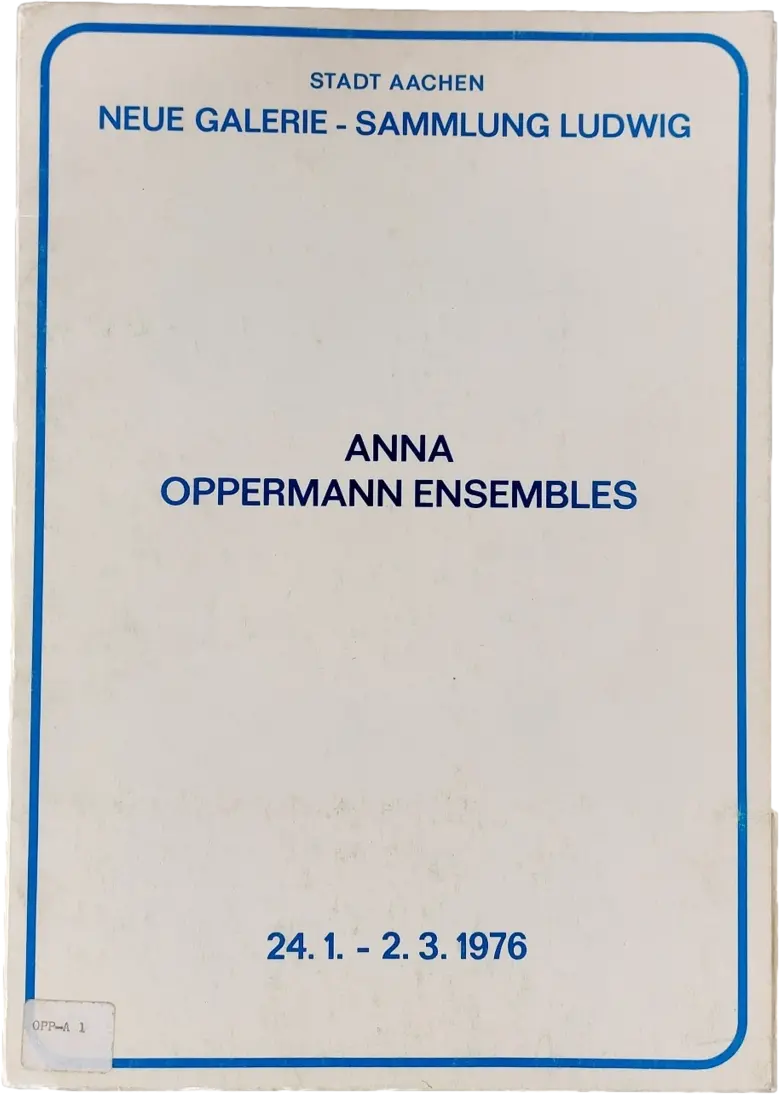 STADT AACHEN
NEUE GALERIE - SAMMLUNG LUDWIG
ANNA
OPPERMANN ENSEMBLES
24. 1. - 2. 3. 1976
OPP-A 1